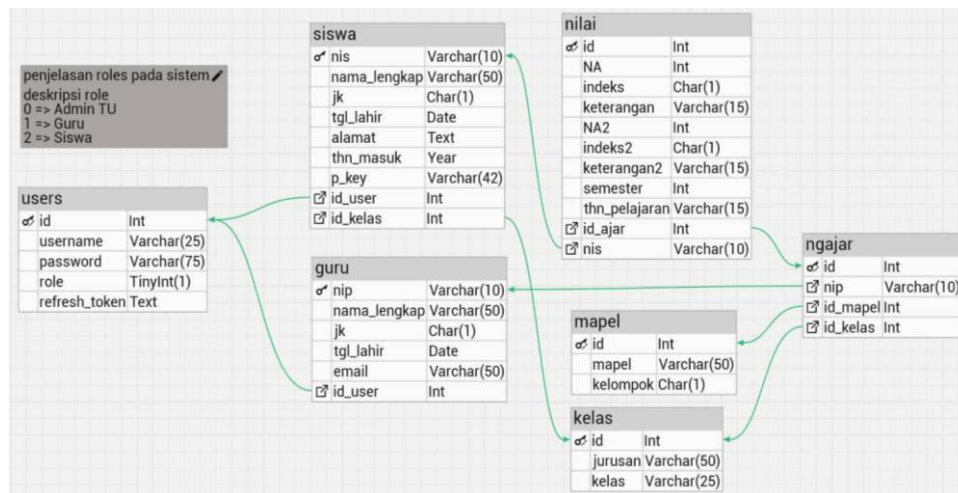 penjelasan roles pada sistem
deskripsi role
0 => Admin TU
1 => Guru
2 => Siswa
users
id Int
username Varchar(25)
password Varchar(75)
role TinyInt(1)
refresh_token Text
siswa
nis Varchar(10)
nama_lengkap Varchar(50)
jk Char(1)
tgl_lahir Date
alamat Text
thn_masuk Year
p_key Varchar(42)
id_user Int
id_kelas Int
guru
nip Varchar(10)
nama_lengkap Varchar(50)
jk Char(1)
tgl_lahir Date
email Varchar(50)
id_user Int
nilai
id Int
NA Int
indeks Char(1)
keterangan Varchar(15)
NA2 Int
indeks2 Char(1)
keterangan2 Varchar(15)
semester Int
thn_pelajaran Varchar(15)
id_ajar Int
nis Varchar(10)
mapel
id Int
mapel Varchar(50)
kelompok Char(1)
kelas
id Int
jurusan Varchar(50)
kelas Varchar(25)
ngajar
id Int
nip Varchar(10)
id_mapel Int
id_kelas Int